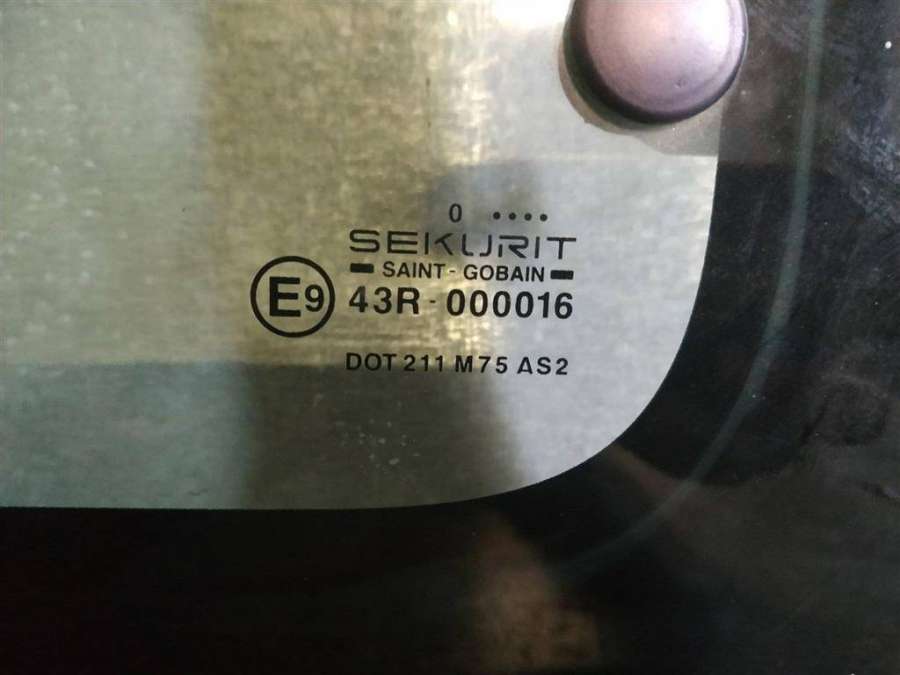 0 ••••
SEKURIT
SAINT-GOBAIN
E9 43R-000016
DOT 211 M75 AS2